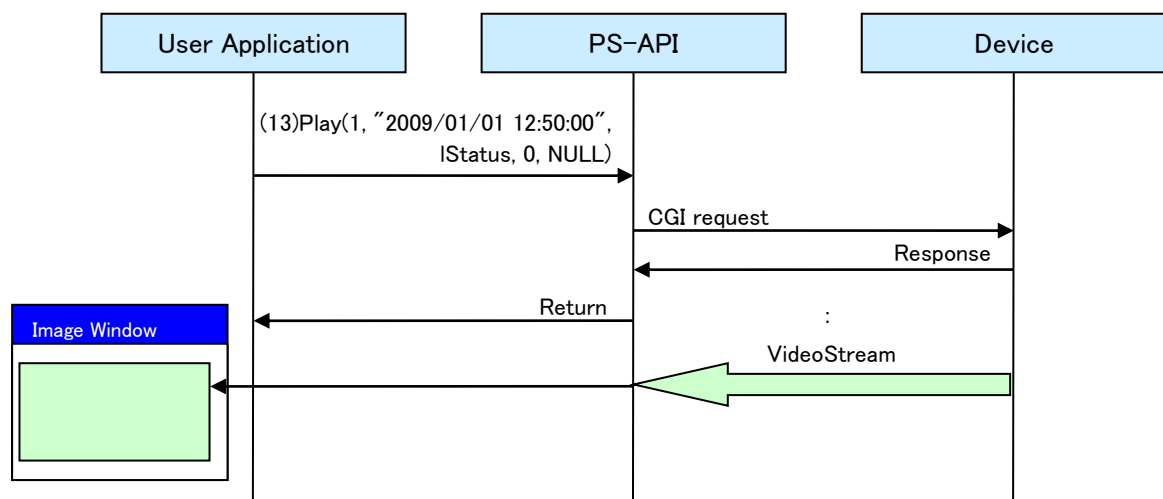 User Application
PS-API
Device
(13)Play(1, "2009/01/01 12:50:00",
lStatus, 0, NULL)
CGI request
Response
Return
:
Image Window
VideoStream